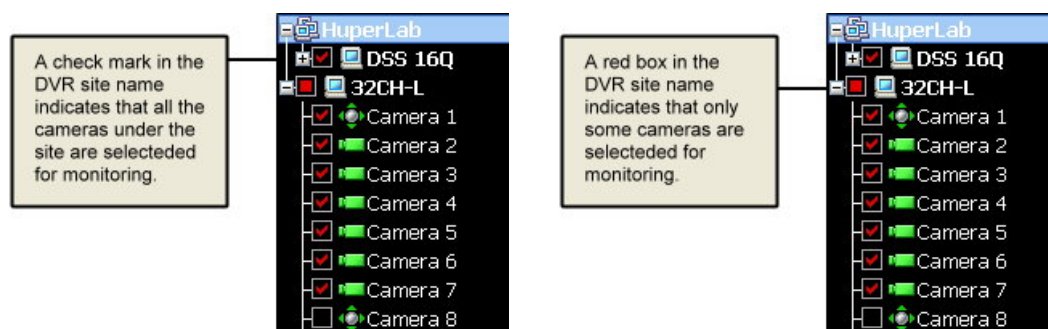 A check mark in the
DVR site name
indicates that all the
cameras under the
site are selecteded
for monitoring.
HuperLab
DSS 16Q
32CH-L
Camera 1
Camera 2
Camera 3
Camera 4
Camera 5
Camera 6
Camera 7
Camera 8
A red box in the
DVR site name
indicates that only
some cameras are
selecteded for
monitoring.
HuperLab
DSS 16Q
32CH-L
Camera 1
Camera 2
Camera 3
Camera 4
Camera 5
Camera 6
Camera 7
Camera 8